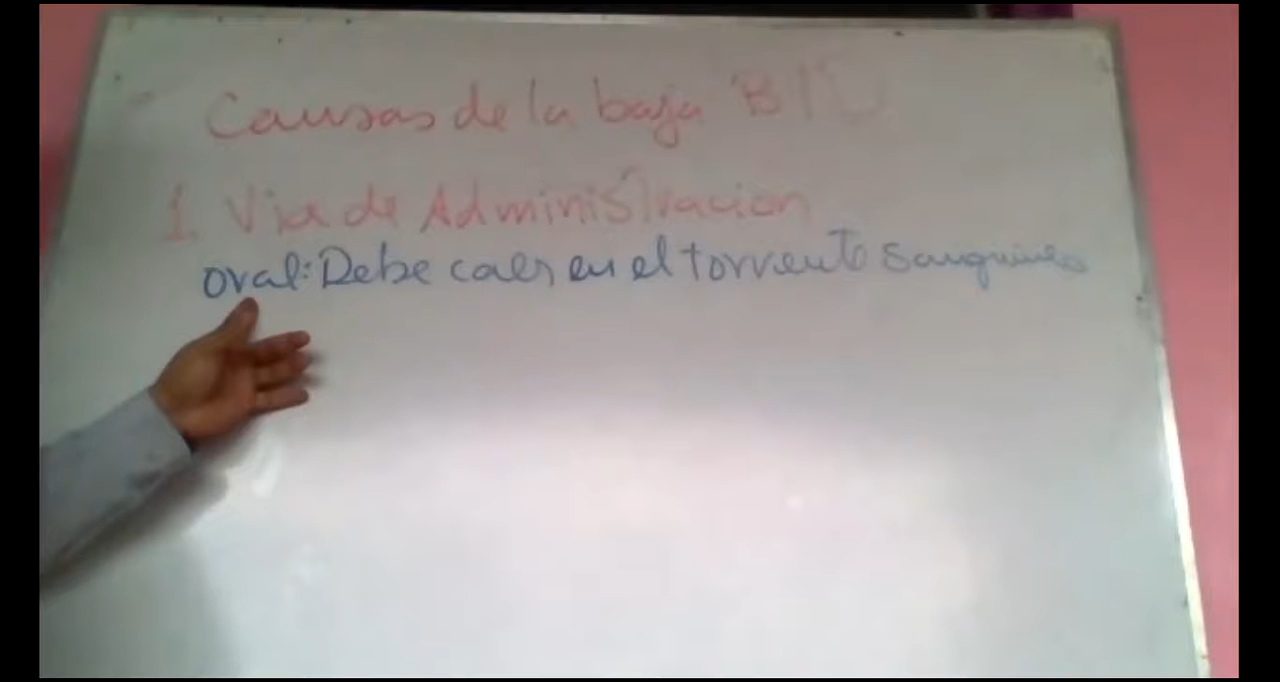 Causas de la baja BID
1. Via de Administracion
oral: Debe caer en el torrente sanguineo